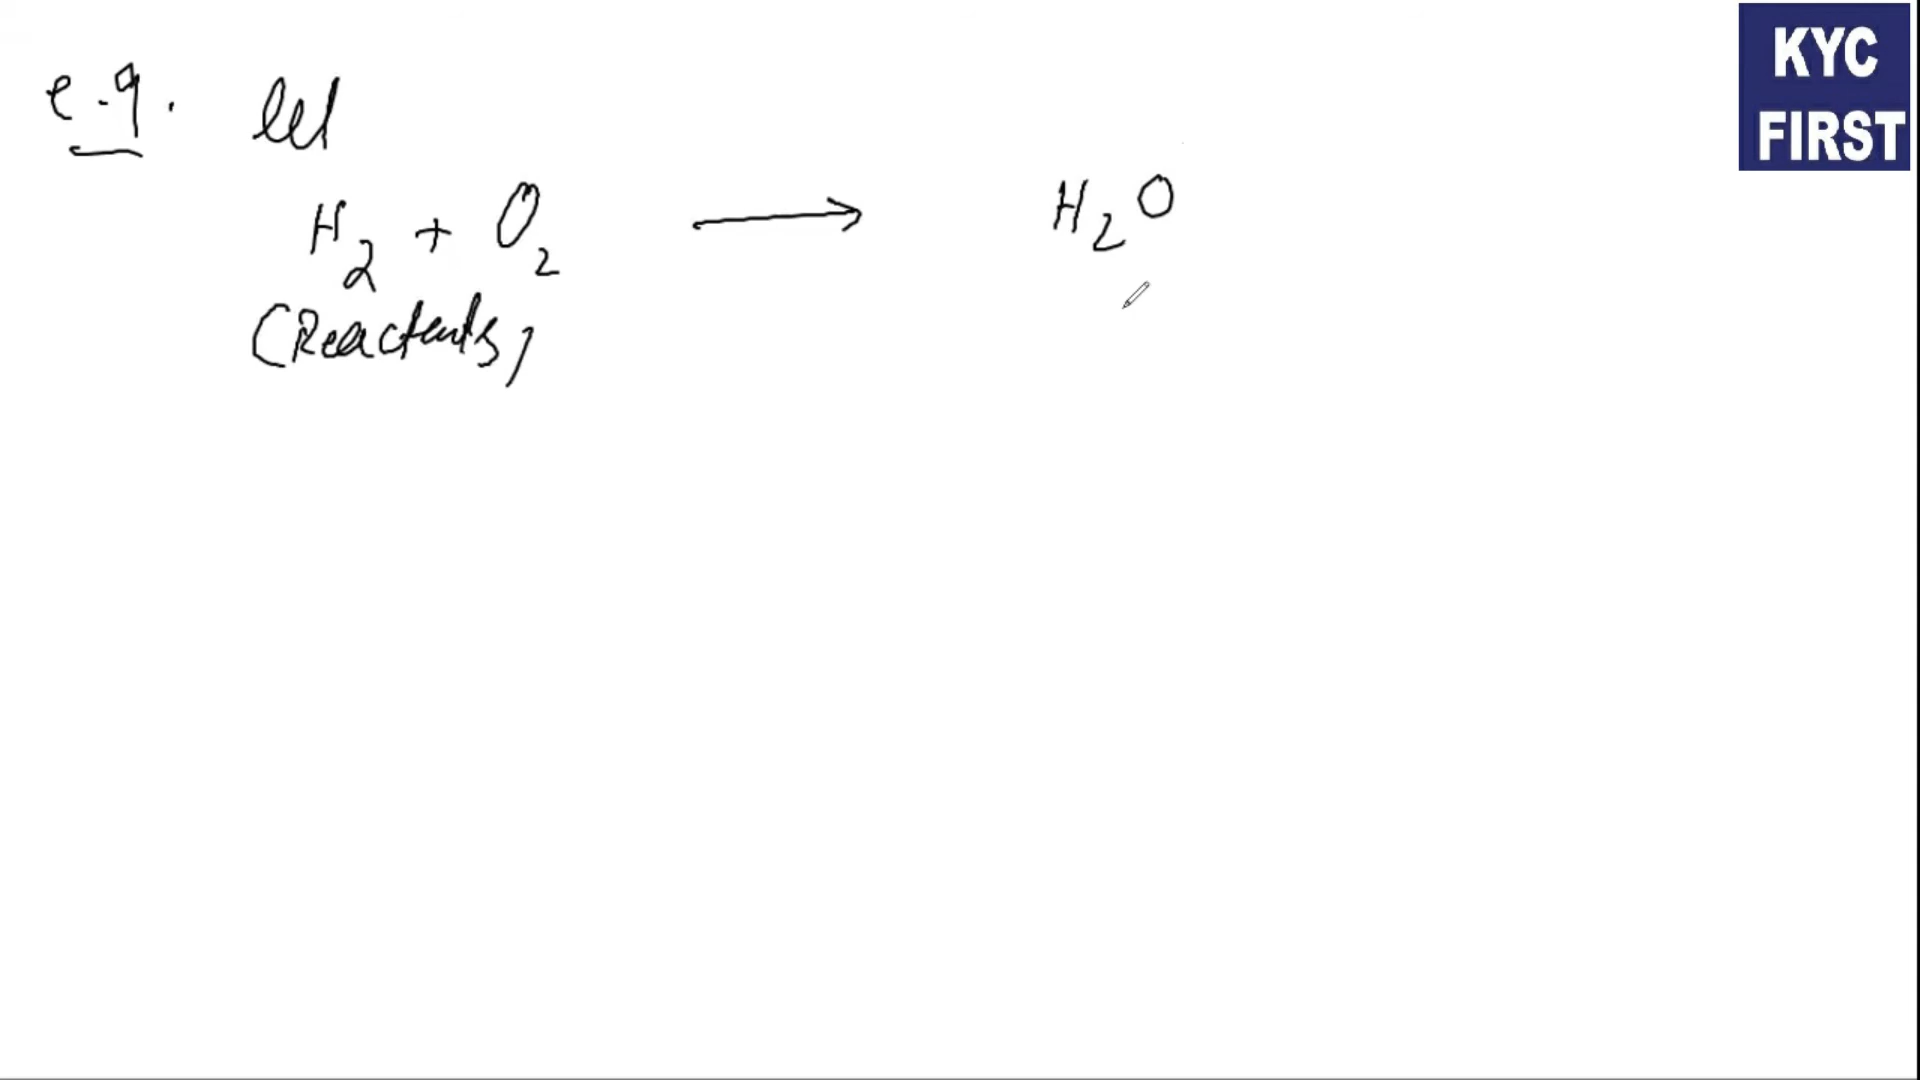 e.g. let
H₂ + O₂ → H₂O
(Reactants)
KYC
FIRST